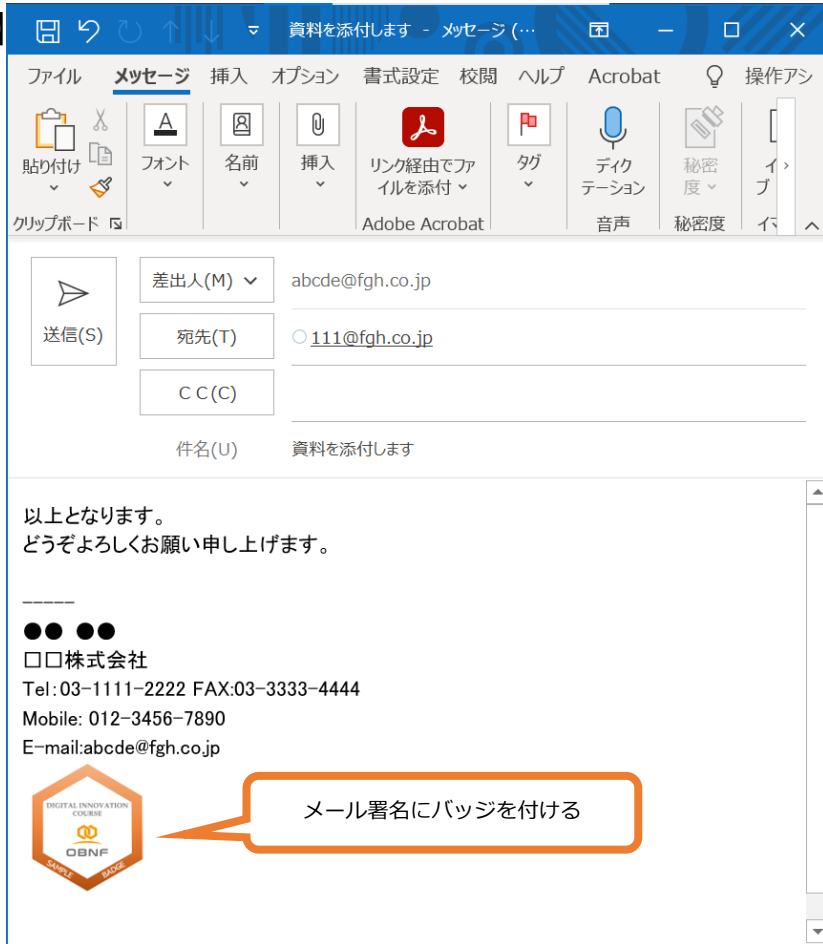 資料を添付します - メッセージ (…
ファイル メッセージ 挿入 オプション 書式設定 校閲 ヘルプ Acrobat 操作アシ
貼り付け フォント 名前 挿入 リンク経由でファイルを添付 タグ ディクテーション 秘密度 イ
ブ
クリップボード Adobe Acrobat 音声 秘密度
送信(S)
差出人(M) abcde@fgh.co.jp
宛先(T) 111@fgh.co.jp
ＣＣ(C)
件名(U) 資料を添付します
以上となります。
どうぞよろしくお願い申し上げます。
-----
●● ●●
□□株式会社
Tel:03-1111-2222 FAX:03-3333-4444
Mobile: 012-3456-7890
E-mail:abcde@fgh.co.jp
DIGITAL INNOVATION
COURSE
OBNF
SAMPLE BADGE
メール署名にバッジを付ける